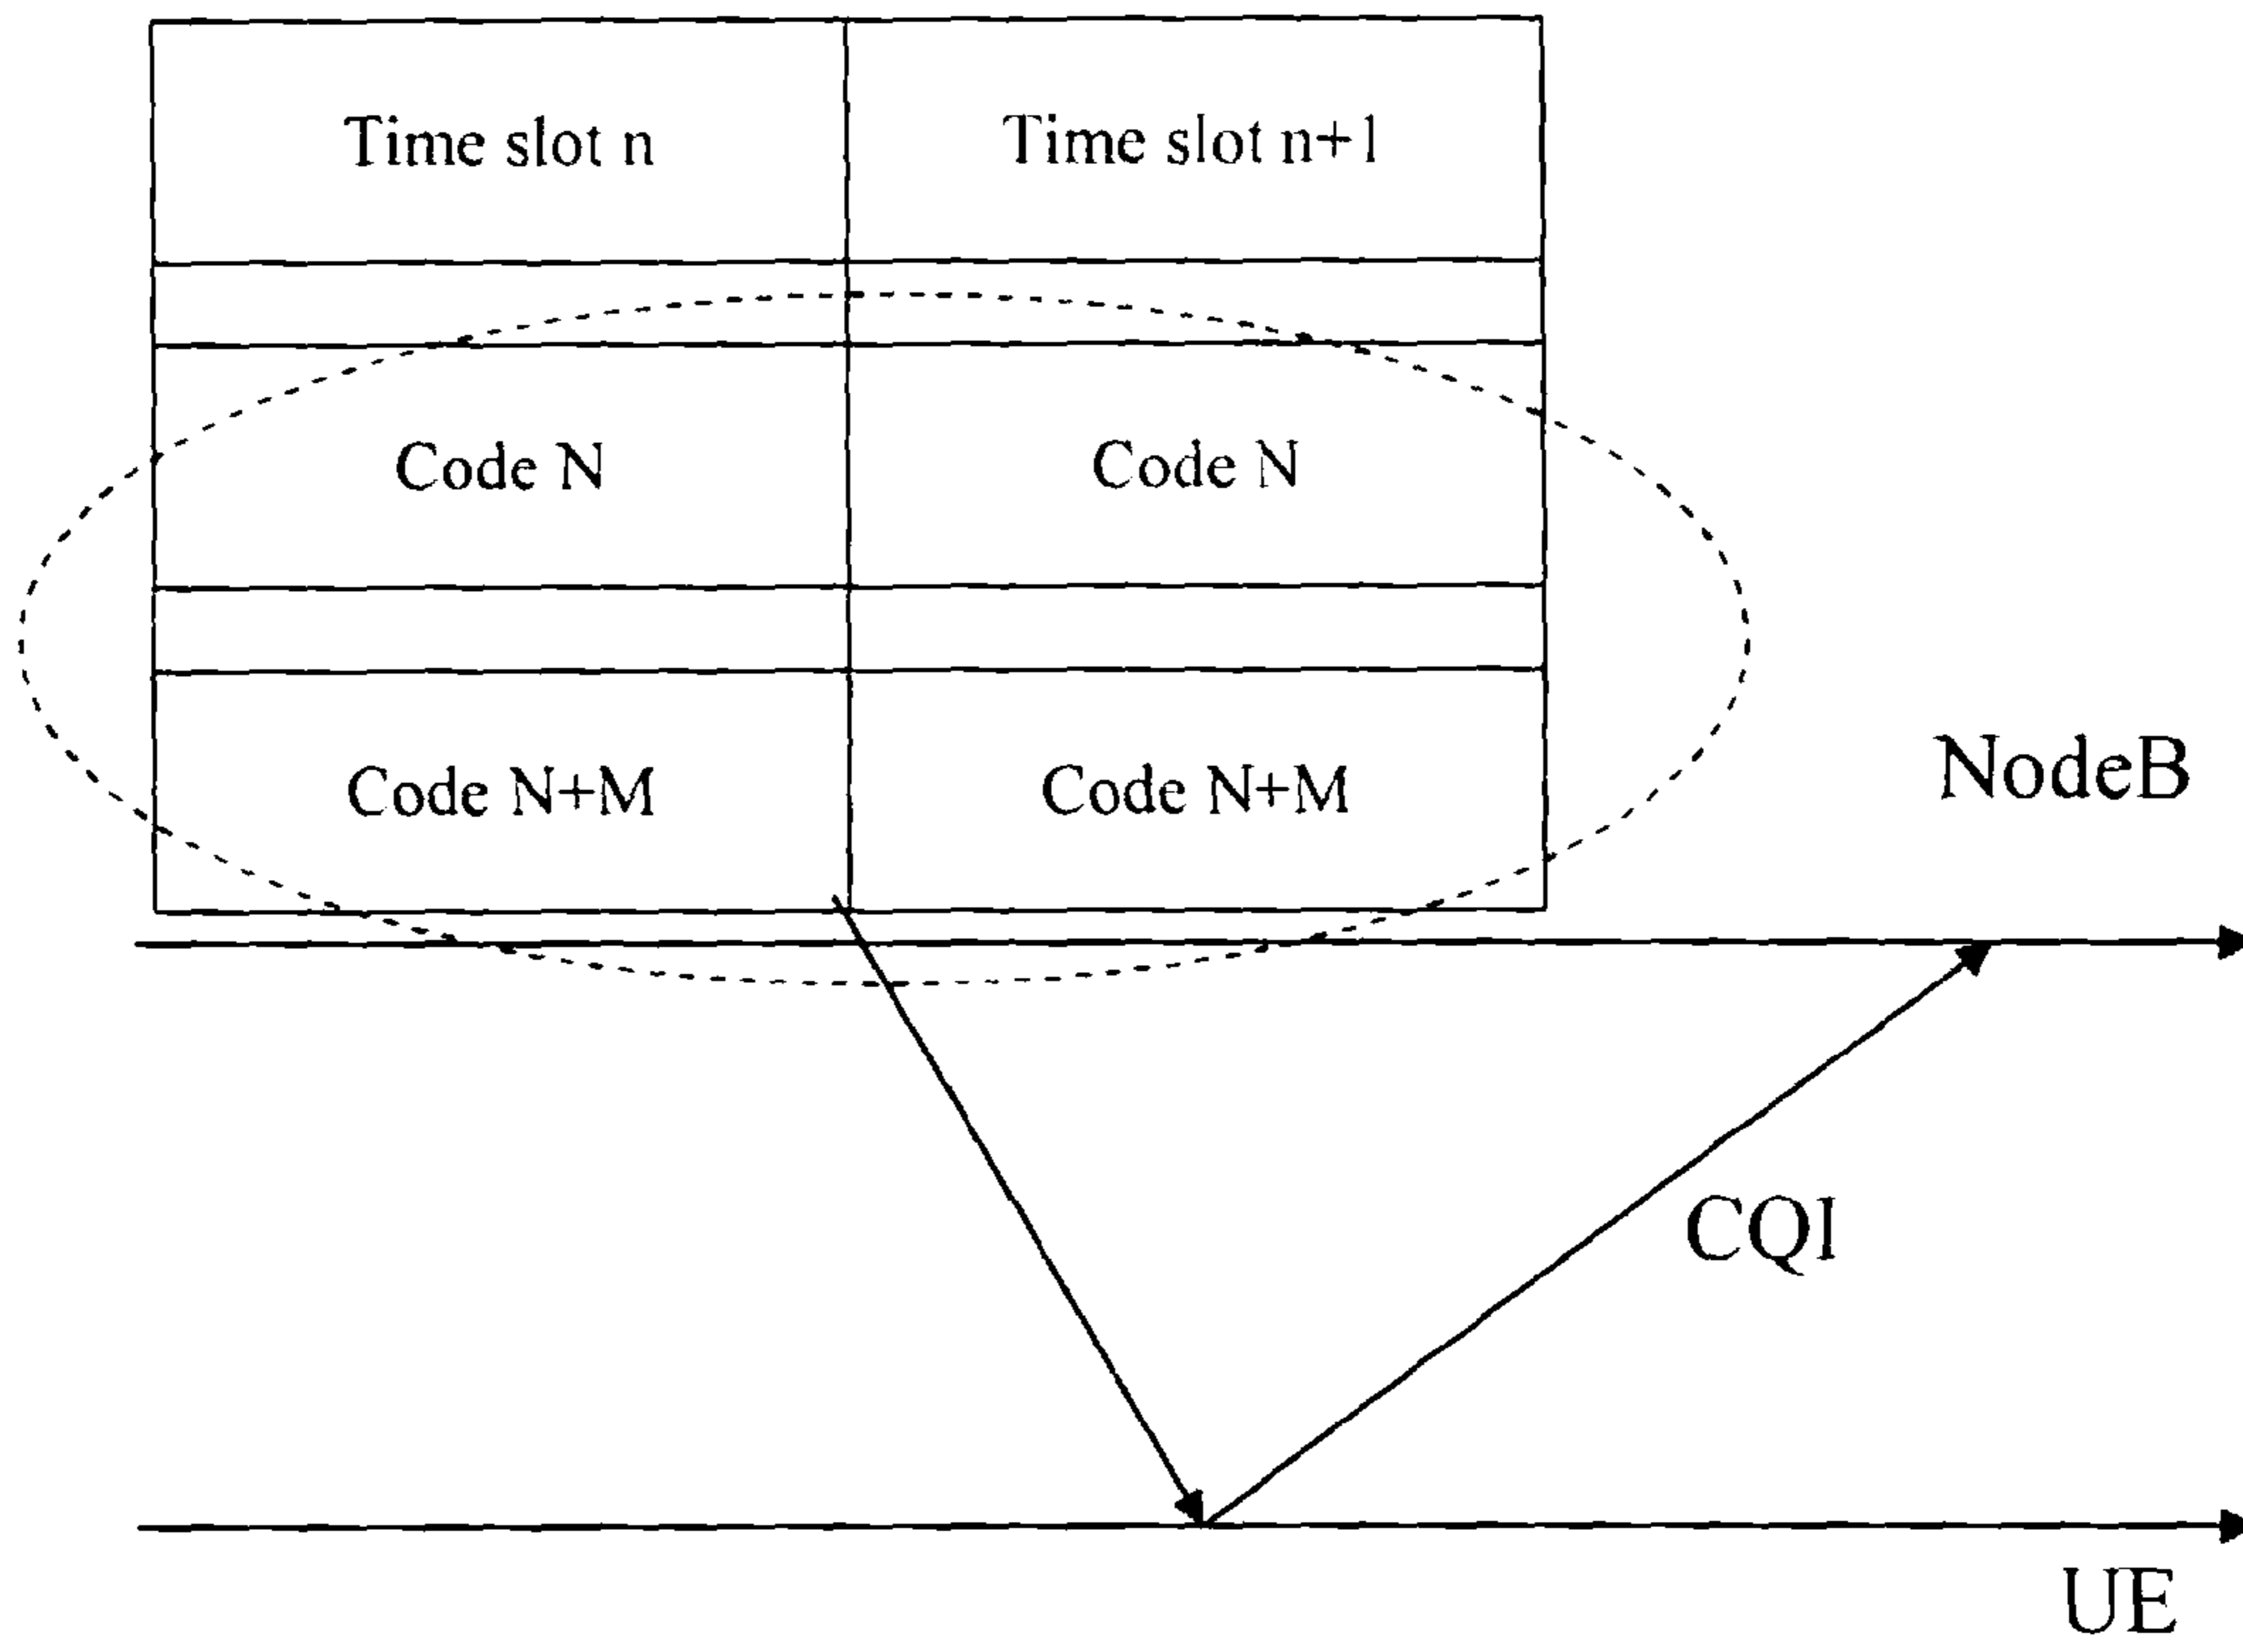 Time slot n
Time slot n+1
Code N
Code N
Code N+M
Code N+M
NodeB
CQI
UE